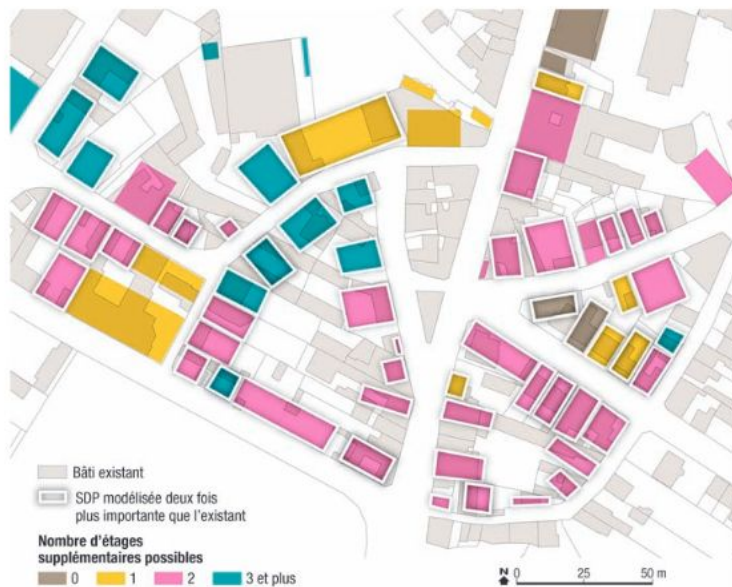 Bâti existant
SDP modélisée deux fois
plus importante que l'existant
Nombre d'étages
supplémentaires possibles
0 1 2 3 et plus
N 0 25 50 m